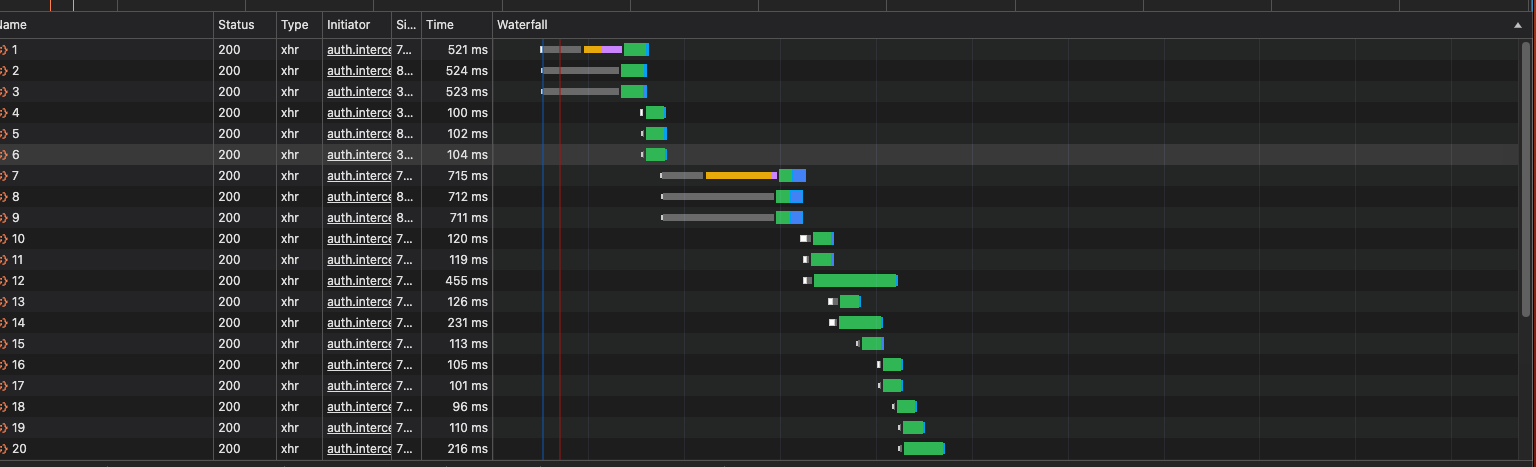 Name Status Type Initiator Si... Time Waterfall
1 200 xhr auth.interce 7... 521 ms
2 200 xhr auth.interce 8... 524 ms
3 200 xhr auth.interce 3... 523 ms
4 200 xhr auth.interce 3... 100 ms
5 200 xhr auth.interce 8... 102 ms
6 200 xhr auth.interce 3... 104 ms
7 200 xhr auth.interce 7... 715 ms
8 200 xhr auth.interce 8... 712 ms
9 200 xhr auth.interce 8... 711 ms
10 200 xhr auth.interce 7... 120 ms
11 200 xhr auth.interce 7... 119 ms
12 200 xhr auth.interce 7... 455 ms
13 200 xhr auth.interce 7... 126 ms
14 200 xhr auth.interce 7... 231 ms
15 200 xhr auth.interce 7... 113 ms
16 200 xhr auth.interce 7... 105 ms
17 200 xhr auth.interce 7... 101 ms
18 200 xhr auth.interce 7... 96 ms
19 200 xhr auth.interce 7... 110 ms
20 200 xhr auth.interce 7... 216 ms